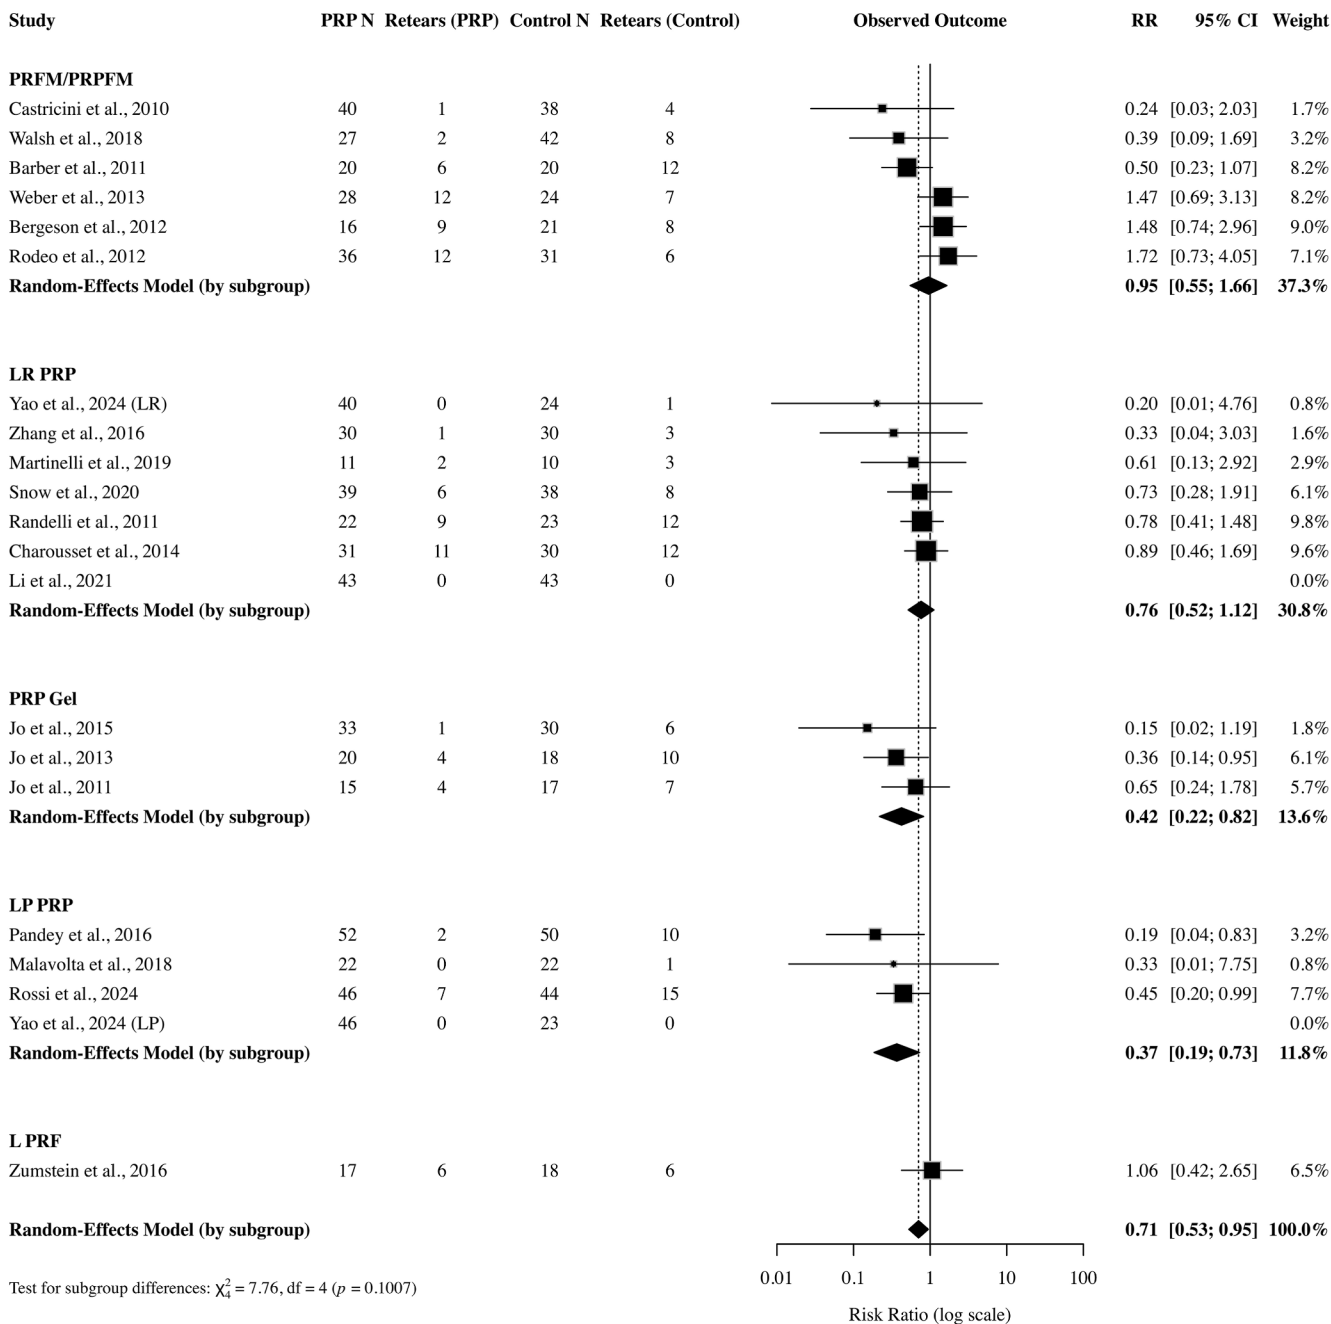 Study PRP N Retears (PRP) Control N Retears (Control) Observed Outcome RR 95% CI Weight
PRFM/PRPFM
Castricini et al., 2010 40 1 38 4 0.24 [0.03; 2.03] 1.7%
Walsh et al., 2018 27 2 42 8 0.39 [0.09; 1.69] 3.2%
Barber et al., 2011 20 6 20 12 0.50 [0.23; 1.07] 8.2%
Weber et al., 2013 28 12 24 7 1.47 [0.69; 3.13] 8.2%
Bergeson et al., 2012 16 9 21 8 1.48 [0.74; 2.96] 9.0%
Rodeo et al., 2012 36 12 31 6 1.72 [0.73; 4.05] 7.1%
Random-Effects Model (by subgroup) 0.95 [0.55; 1.66] 37.3%
LR PRP
Yao et al., 2024 (LR) 40 0 24 1 0.20 [0.01; 4.76] 0.8%
Zhang et al., 2016 30 1 30 3 0.33 [0.04; 3.03] 1.6%
Martinelli et al., 2019 11 2 10 3 0.61 [0.13; 2.92] 2.9%
Snow et al., 2020 39 6 38 8 0.73 [0.28; 1.91] 6.1%
Randelli et al., 2011 22 9 23 12 0.78 [0.41; 1.48] 9.8%
Charousset et al., 2014 31 11 30 12 0.89 [0.46; 1.69] 9.6%
Li et al., 2021 43 0 43 0 0.0%
Random-Effects Model (by subgroup) 0.76 [0.52; 1.12] 30.8%
PRP Gel
Jo et al., 2015 33 1 30 6 0.15 [0.02; 1.19] 1.8%
Jo et al., 2013 20 4 18 10 0.36 [0.14; 0.95] 6.1%
Jo et al., 2011 15 4 17 7 0.65 [0.24; 1.78] 5.7%
Random-Effects Model (by subgroup) 0.42 [0.22; 0.82] 13.6%
LP PRP
Pandey et al., 2016 52 2 50 10 0.19 [0.04; 0.83] 3.2%
Malavolta et al., 2018 22 0 22 1 0.33 [0.01; 7.75] 0.8%
Rossi et al., 2024 46 7 44 15 0.45 [0.20; 0.99] 7.7%
Yao et al., 2024 (LP) 46 0 23 0 0.0%
Random-Effects Model (by subgroup) 0.37 [0.19; 0.73] 11.8%
L PRF
Zumstein et al., 2016 17 6 18 6 1.06 [0.42; 2.65] 6.5%
Random-Effects Model (by subgroup) 0.71 [0.53; 0.95] 100.0%
0.01 0.1 1 10 100
Test for subgroup differences: χ²₄ = 7.76, df = 4 (p = 0.1007)
Risk Ratio (log scale)